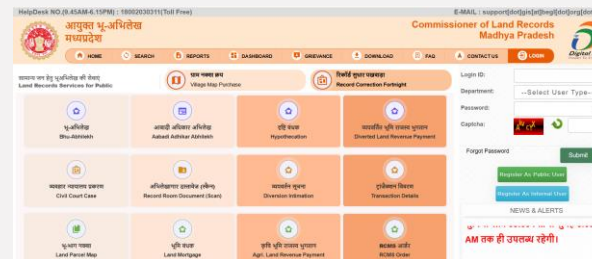 HelpDesk NO.(9.45AM-6.15PM) : 18002030311(Toll Free)
E-MAIL : support[dot]gis[at]begl[dot]org[dot
आयुक्त भू-अभिलेख
मध्यप्रदेश
Commissioner of Land Records
Madhya Pradesh
HOME
SEARCH
REPORTS
DASHBOARD
GRIEVANCE
DOWNLOAD
FAQ
CONTACT US
LOGIN
सामान्य जन हेतु भू-अभिलेख की सेवाएं
Land Records Services for Public
ग्राम नक्शा क्रय
Village Map Purchase
रिकॉर्ड सुधार पखवाड़ा
Record Correction Fortnight
भू-अभिलेख
Bhu-Abhilekh
आबादी अधिकार अभिलेख
Aabadi Adhikar Abhilekh
दृष्टि बंधक
Hypothecation
व्यपवर्तित भूमि राजस्व भुगतान
Diverted Land Revenue Payment
व्यवहार न्यायालय प्रकरण
Civil Court Case
अभिलेखागार दस्तावेज (स्कैन)
Record Room Document (Scan)
व्यपवर्तन सूचना
Diversion Intimation
ट्रांजेक्शन विवरण
Transaction Details
भू-भाग नक्शा
Land Parcel Map
भूमि बंधक
Land Mortgage
कृषि भूमि राजस्व भुगतान
Agri. Land Revenue Payment
RCMS आर्डर
RCMS Order
Login ID:
Department:
--Select User Type--
Password:
Captcha:
Forgot Password
Submit
Register As Public User
Register As Internal User
NEWS & ALERTS
AM तक ही उपलब्ध रहेगी।